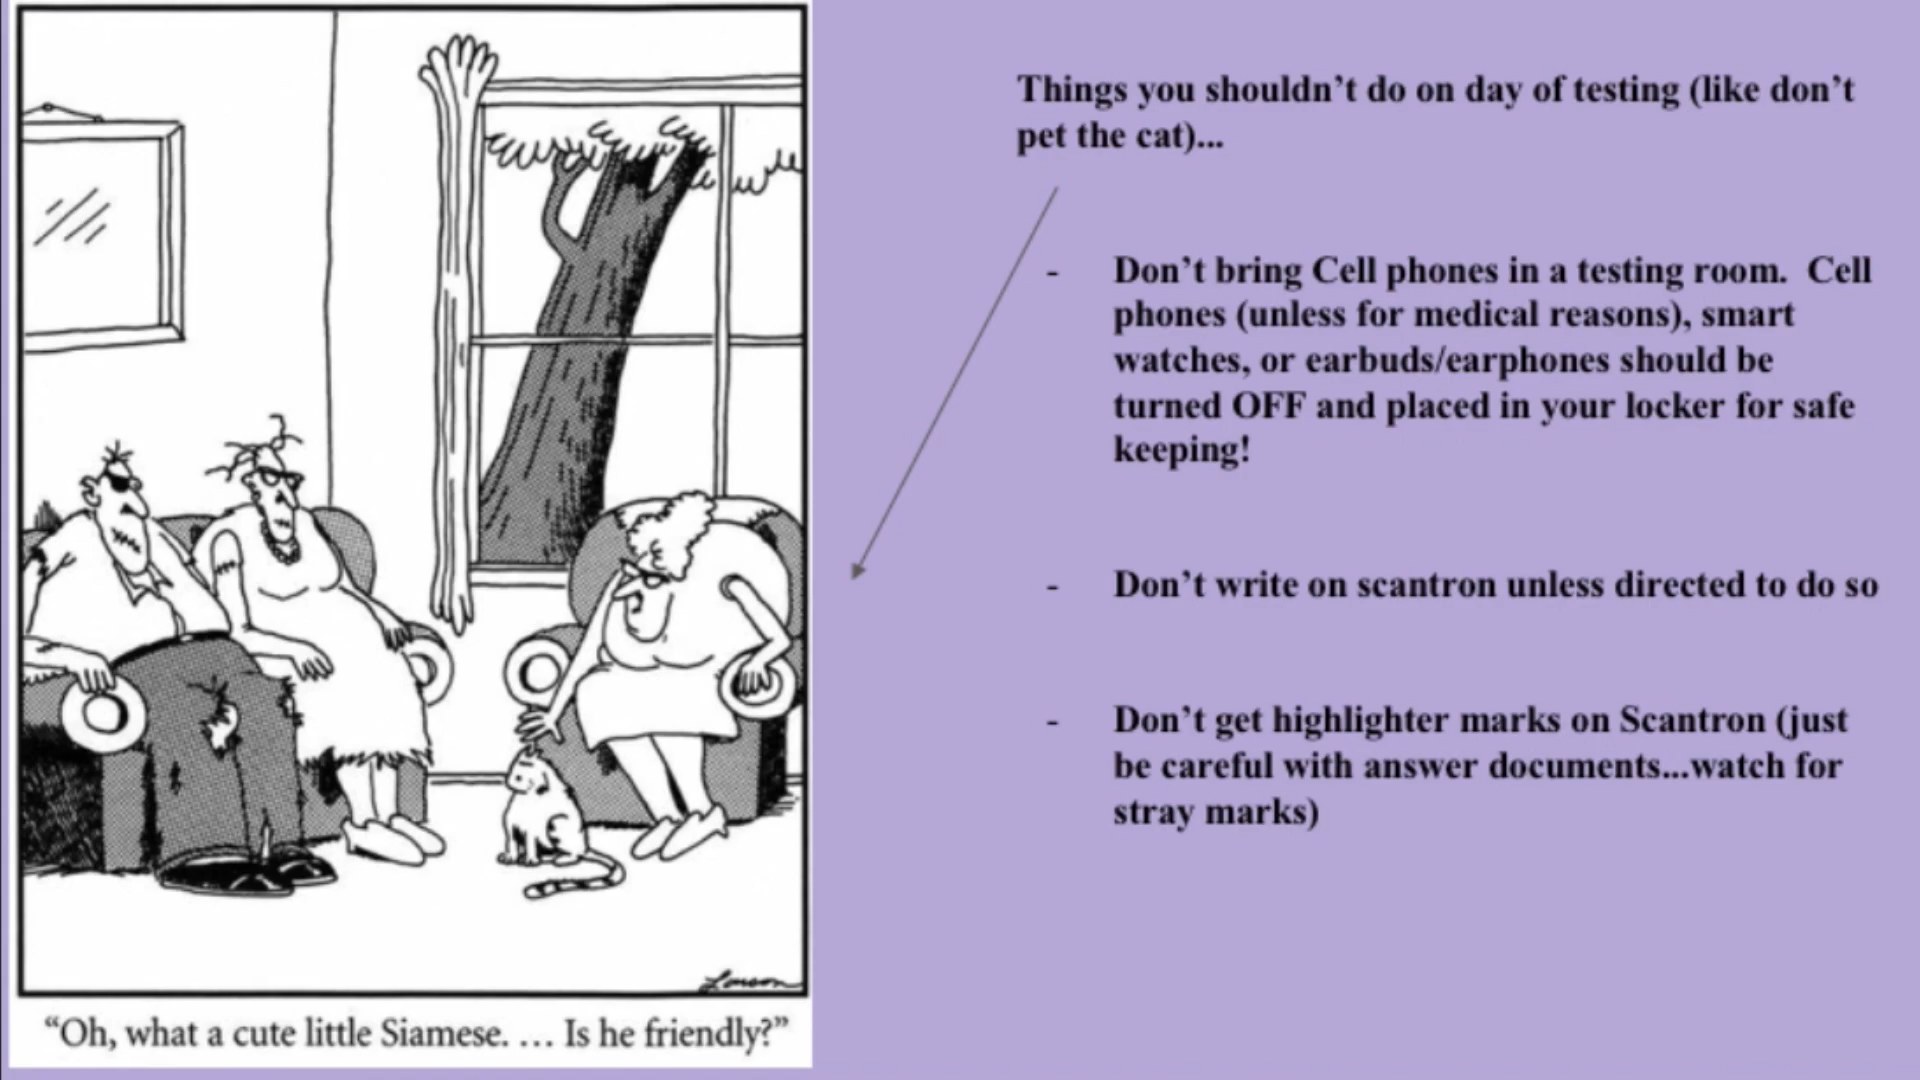 Things you shouldn't do on day of testing (like don't
pet the cat)...
- Don't bring Cell phones in a testing room.  Cell
phones (unless for medical reasons), smart
watches, or earbuds/earphones should be
turned OFF and placed in your locker for safe
keeping!
- Don't write on scantron unless directed to do so
- Don't get highlighter marks on Scantron (just
be careful with answer documents...watch for
stray marks)
Larson
“Oh, what a cute little Siamese. … Is he friendly?”